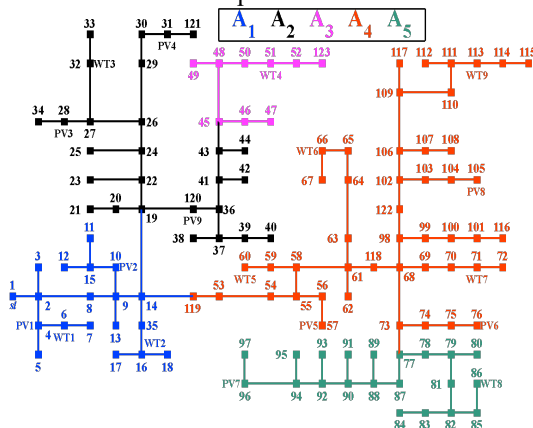 A1 A2 A3 A4 A5
33 30 31 121
PV4
48 50 51 52 123 117 112 111 113 114 115
32 WT3 29 49 WT4 WT9
109 110
34 28 26 45 46 47
PV3 27
25 24 43 44 WT6 66 65 106 107 108
23 22 41 42 67 64 102 103 104 105
PV8
21 20 19 120 36 122
PV9
38 37 39 40 63 98 99 100 101 116
11
3 12 10 PV2 60 59 58 118 69 70 71 72
15 WT5 61 68 WT7
1 2 8 9 14 119 53 54 55 56 62
st
PV1 4 6 7 13 35 PV5 57 73 74 75 76 PV6
WT1 WT2
5 17 16 18 97 95 93 91 89 77 78 79 80
PV7 81 86 WT8
96 94 92 90 88 87
84 83 82 85